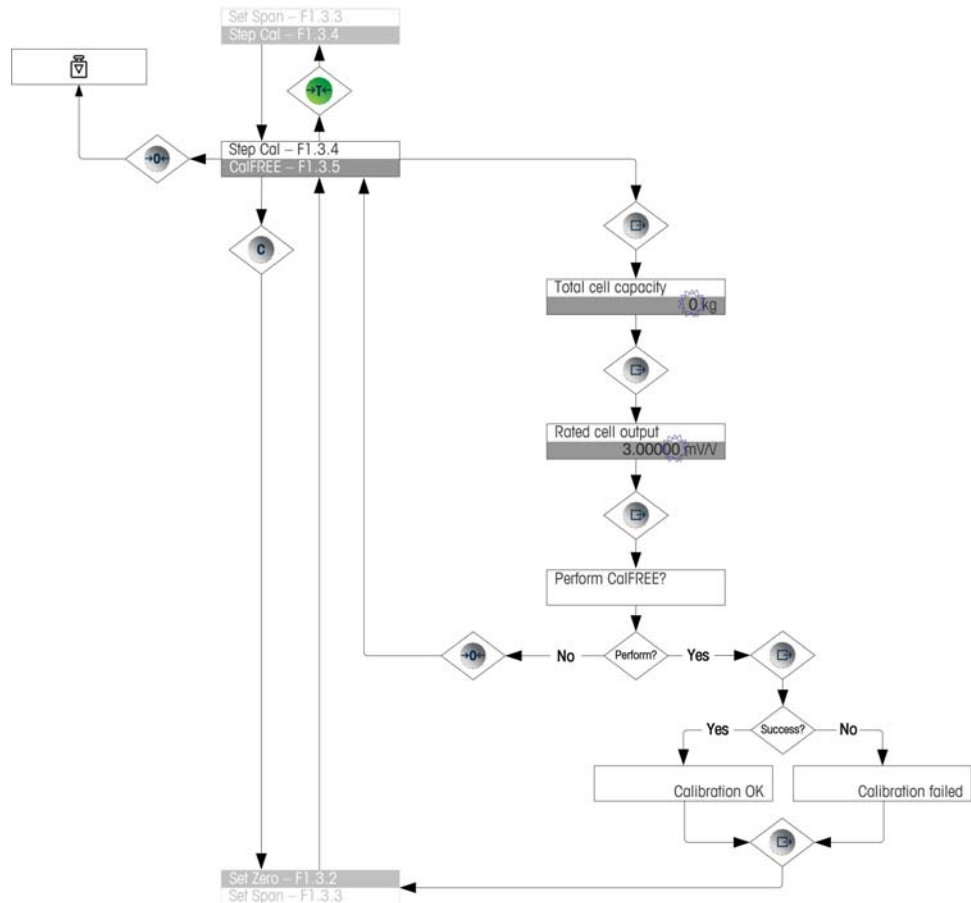 Set Span – F1.3.3
Step Cal – F1.3.4
→T←
→0←
Step Cal – F1.3.4
CalFREE – F1.3.5
C
Total cell capacity
0 kg
Rated cell output
3.00000 mV/V
Perform CalFREE?
→0←
No
Perform?
Yes
Yes
Success?
No
Calibration OK
Calibration failed
Set Zero – F1.3.2
Set Span – F1.3.3